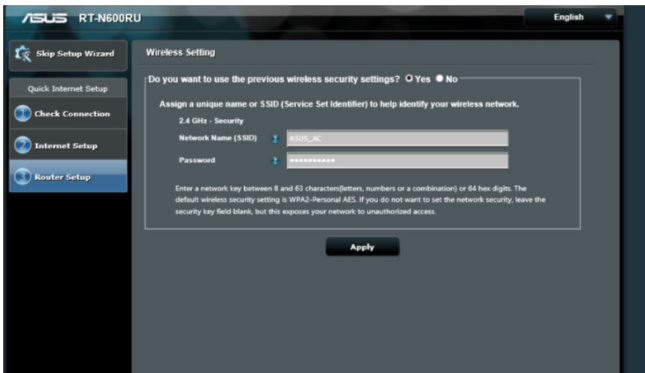 ASUS RT-N600RU
English
Skip Setup Wizard
Wireless Setting
Quick Internet Setup
Do you want to use the previous wireless security settings? Yes No
1 Check Connection
Assign a unique name or SSID (Service Set Identifier) to help identify your wireless network.
2.4 GHz - Security
Network Name (SSID) ? ASUS_AC
2 Internet Setup
Password ? ••••••••••
3 Router Setup
Enter a network key between 8 and 63 characters(letters, numbers or a combination) or 64 hex digits. The
default wireless security setting is WPA2-Personal AES. If you do not want to set the network security, leave the
security key field blank, but this exposes your network to unauthorized access.
Apply